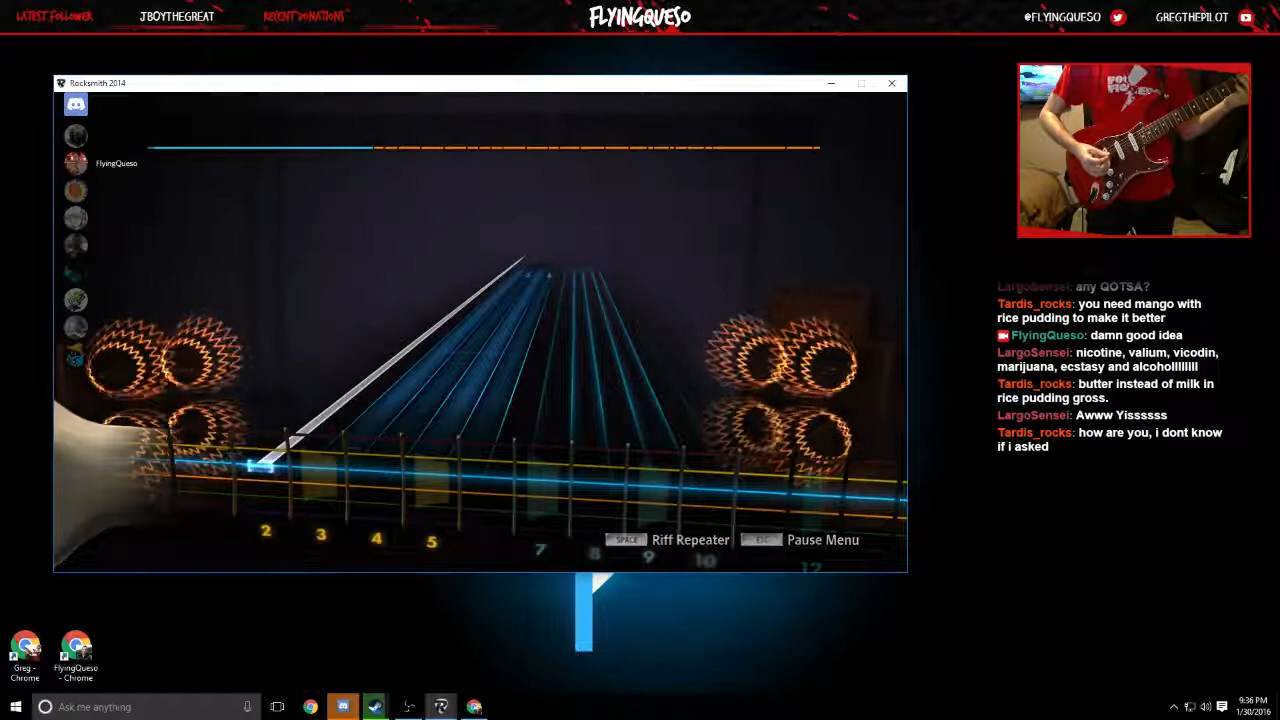 LATEST FOLLOWER
JBOYTHEGREAT
RECENT DONATIONS
FLYINGQUESO
@FLYINGQUESO
GREGTHEPILOT
Rocksmith 2014
FlyingQueso
LargoSensei: any QOTSA?
Tardis_rocks: you need mango with
rice pudding to make it better
FlyingQueso: damn good idea
LargoSensei: nicotine, valium, vicodin,
marijuana, ecstasy and alcohollllllll
Tardis_rocks: butter instead of milk in
rice pudding gross.
LargoSensei: Awww Yissssss
Tardis_rocks: how are you, i dont know
if i asked
2 3 4 5 7 8 9 10 12
SPACE Riff Repeater ESC Pause Menu
Greg -
Chrome
FlyingQueso
- Chrome
Ask me anything
9:36 PM
1/30/2016